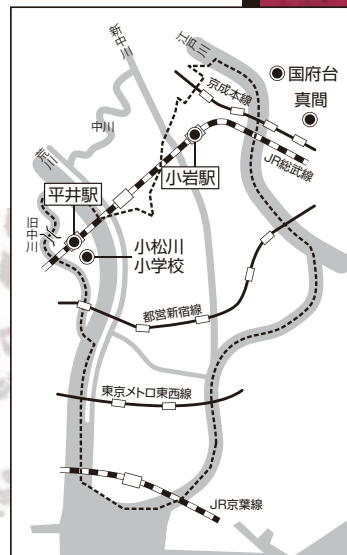 新中川
江戸川
国府台
京成本線
真間
中川
荒川
小岩駅
JR総武線
平井駅
旧中川
小松川
小学校
都営新宿線
東京メトロ東西線
JR京葉線